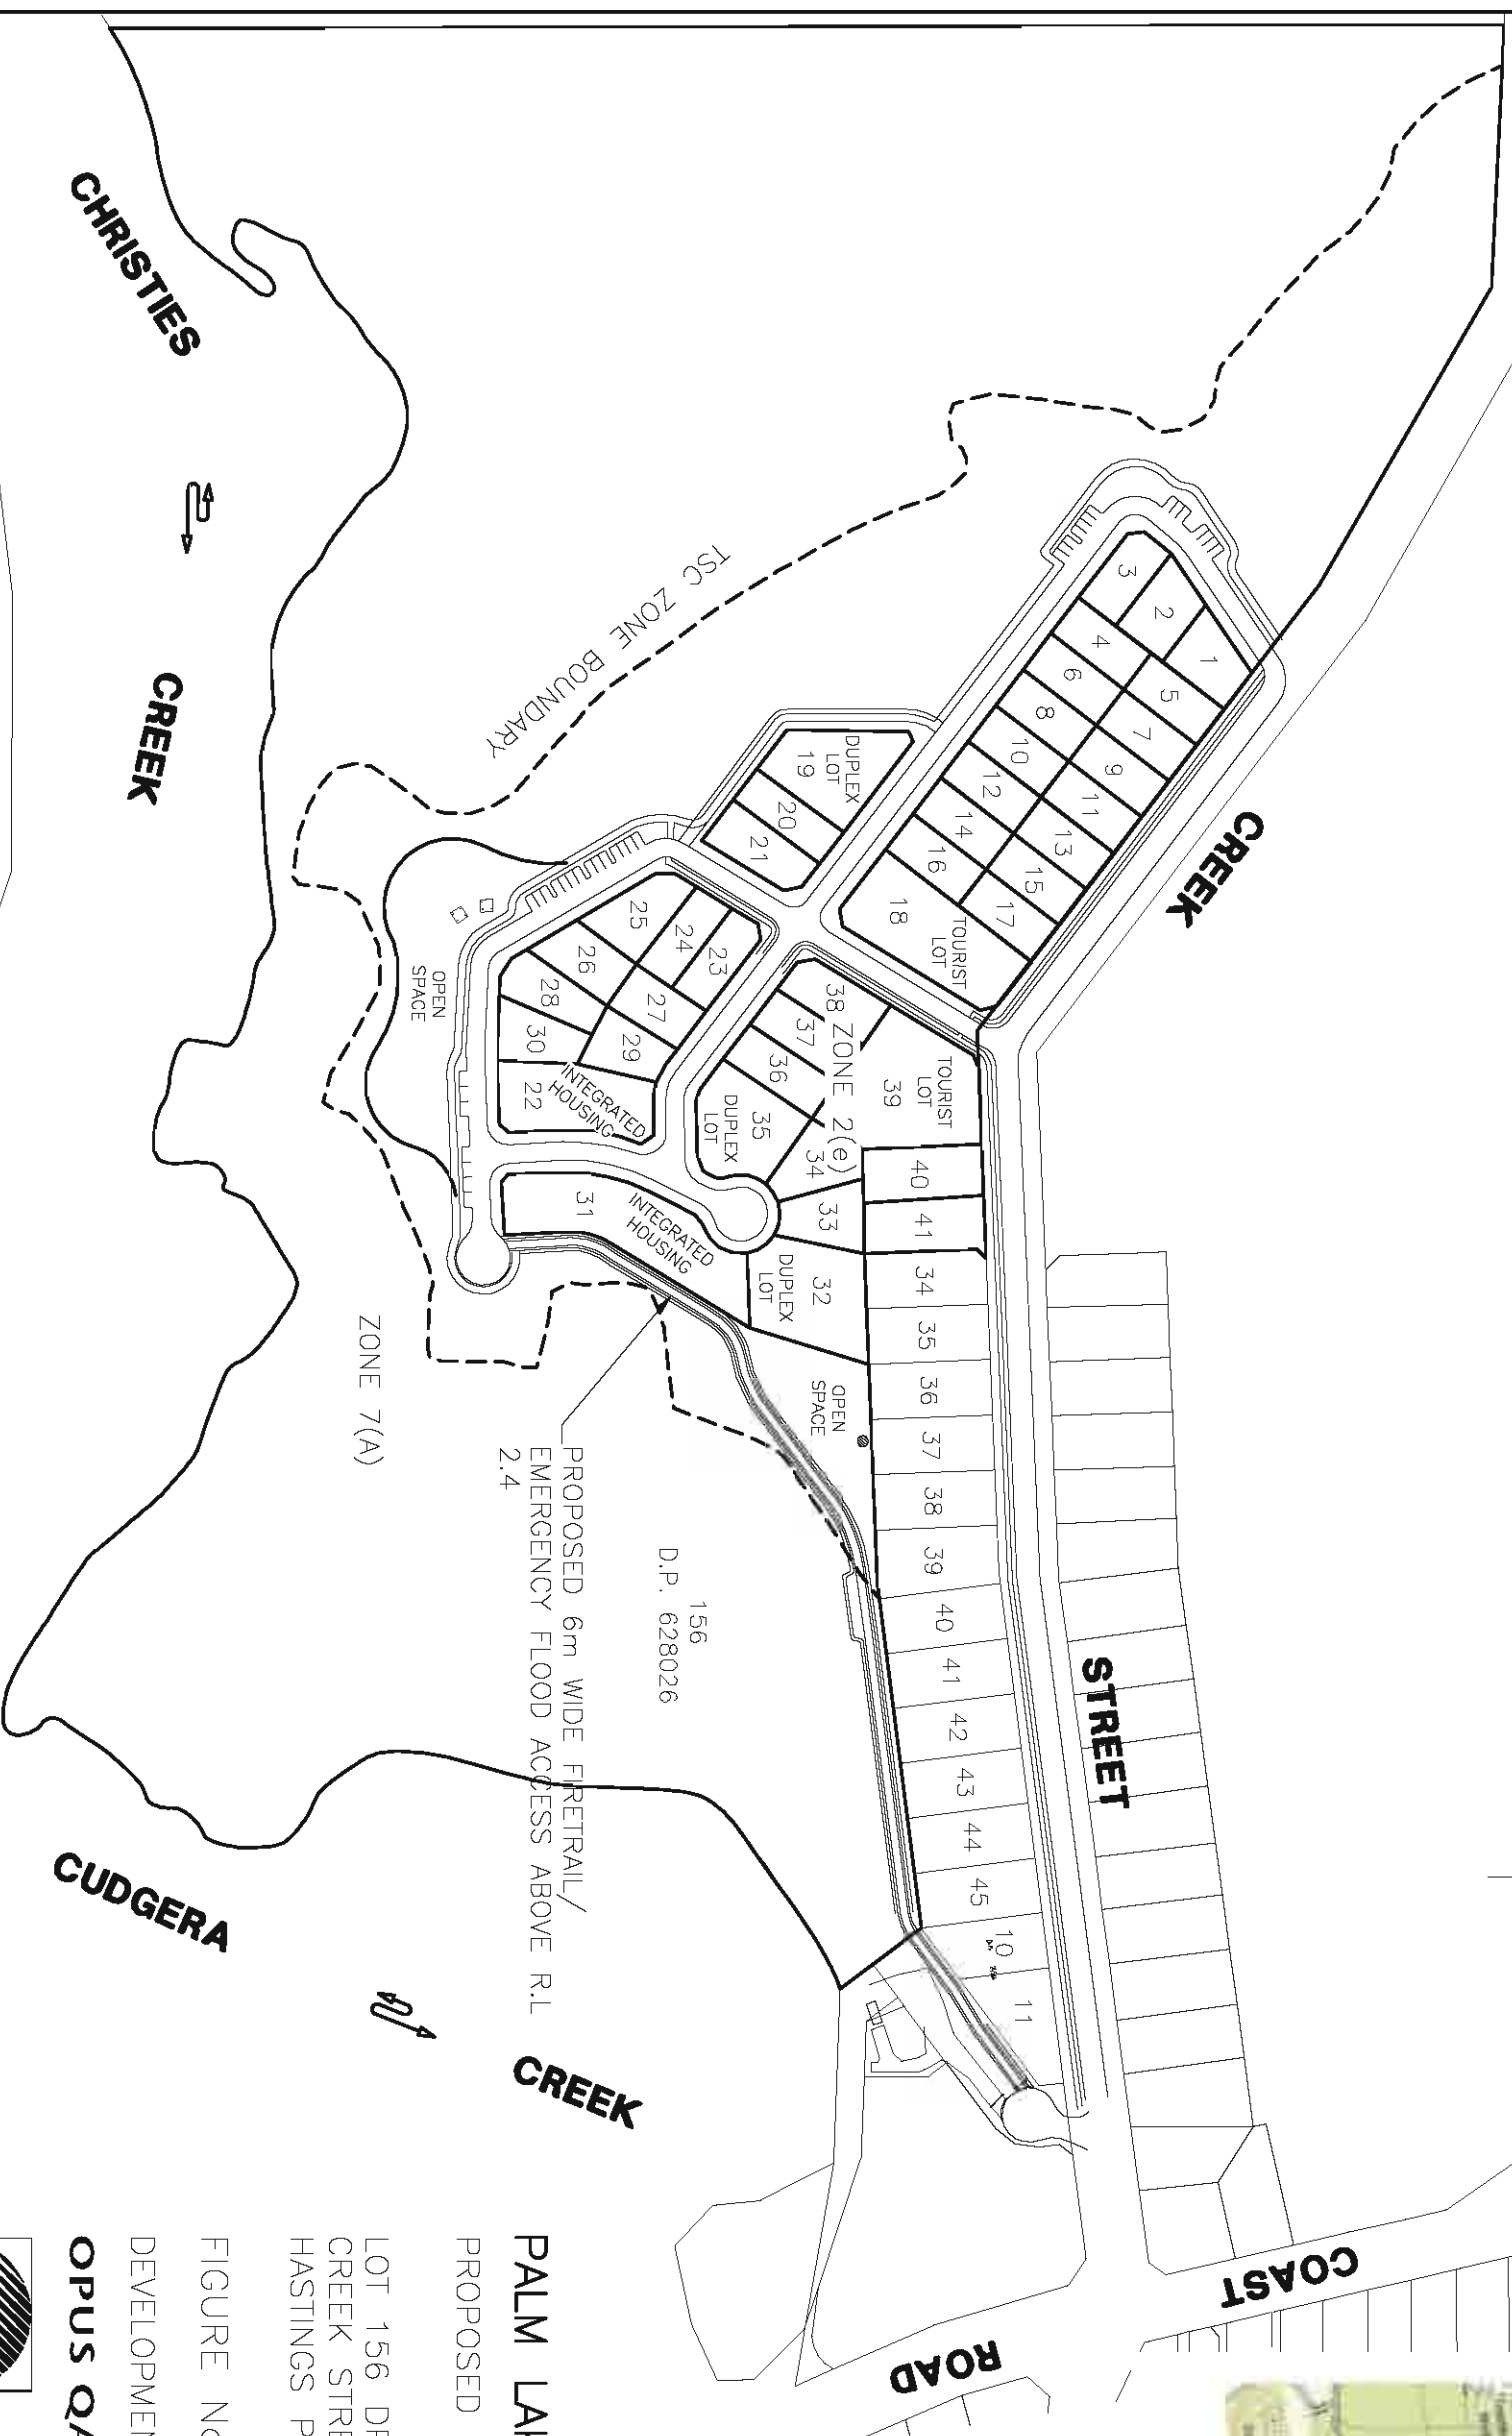 CHRISTIES
CREEK
TSC ZONE BOUNDARY
CREEK
STREET
COAST
ROAD
CUDGERA
CREEK
3
2
1
4
5
6
7
8
9
10
11
12
13
14
15
16
17
18
TOURIST
LOT
DUPLEX
LOT
19
20
21
23
24
25
26
27
28
29
30
22
INTEGRATED
HOUSING
OPEN
SPACE
38 ZONE 2(e)
37
36
35
DUPLEX
LOT
34
33
TOURIST
LOT
39
40
41
31
INTEGRATED
HOUSING
32
DUPLEX
LOT
OPEN
SPACE
34
35
36
37
38
39
40
41
42
43
44
45
10
11
ZONE 7(A)
156
D.P. 628026
PROPOSED 6m WIDE FIRETRAIL/
EMERGENCY FLOOD ACCESS ABOVE R.L
2.4
PALM
PROPOSED
LOT 156
CREEK
HASTINGS
FIGURE
OPUS